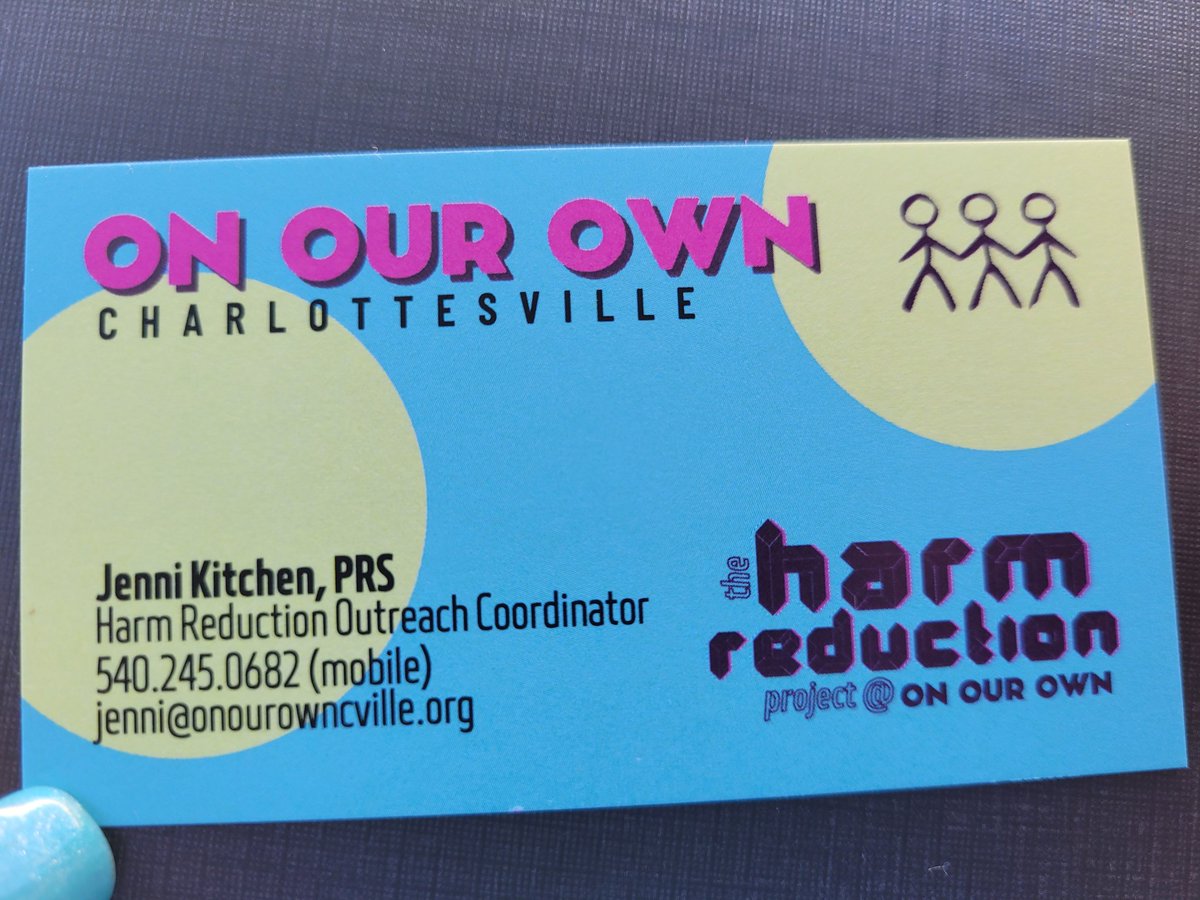 ON OUR OWN
CHARLOTTESVILLE
Jenni Kitchen, PRS
Harm Reduction Outreach Coordinator
540.245.0682 (mobile)
jenni@onourowncville.org
the harm
reduction
project @ ON OUR OWN